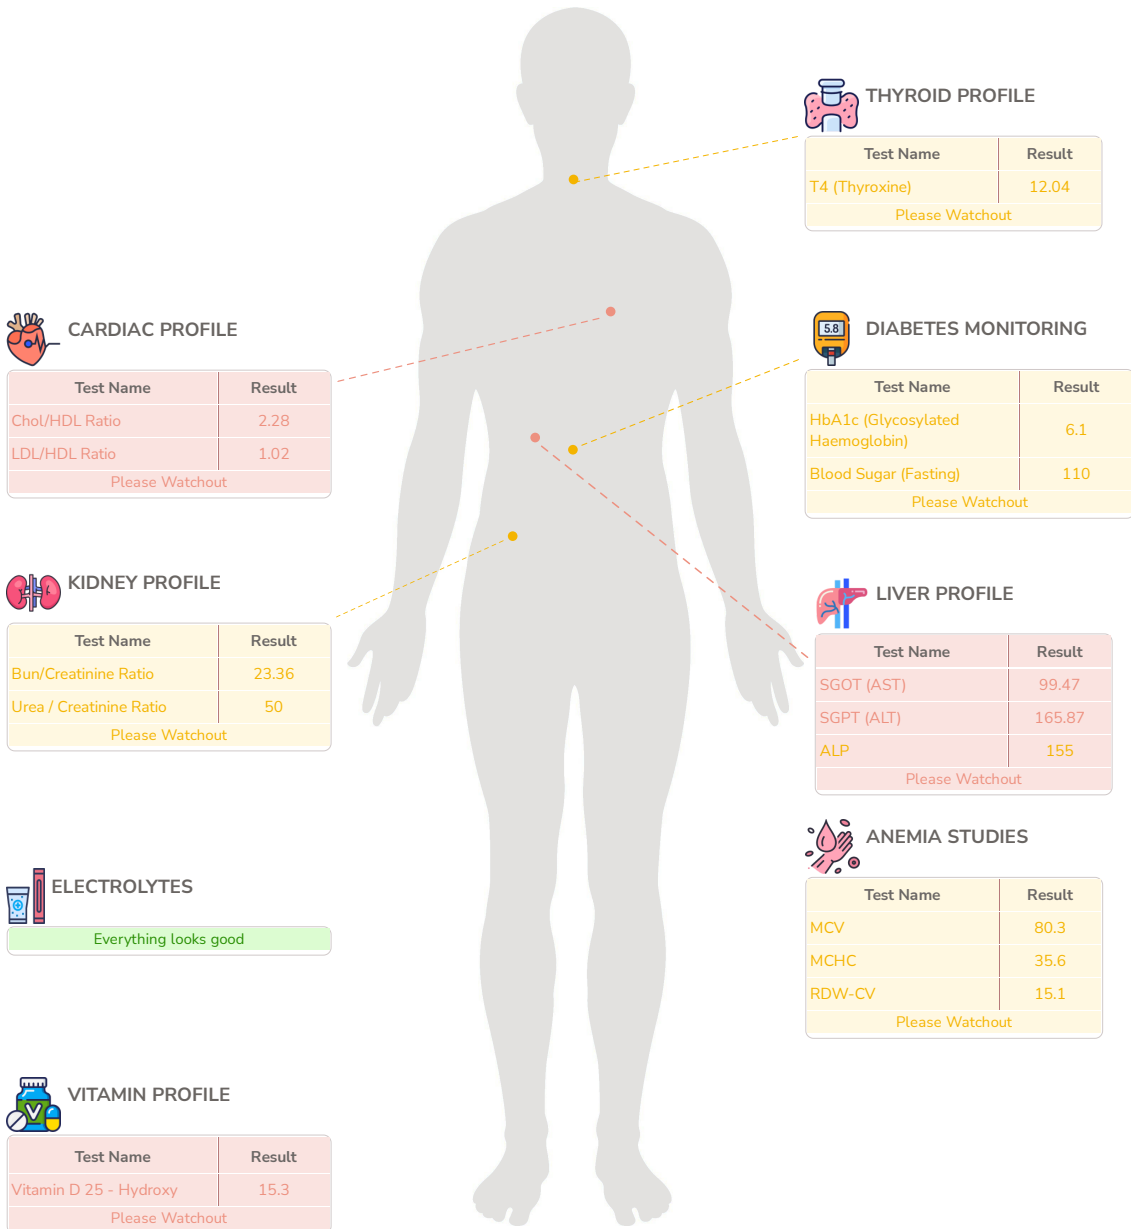 THYROID PROFILE
Test Name Result
T4 (Thyroxine) 12.04
Please Watchout
CARDIAC PROFILE
Test Name Result
Chol/HDL Ratio 2.28
LDL/HDL Ratio 1.02
Please Watchout
5.8
DIABETES MONITORING
Test Name Result
HbA1c (Glycosylated
Haemoglobin) 6.1
Blood Sugar (Fasting) 110
Please Watchout
KIDNEY PROFILE
Test Name Result
Bun/Creatinine Ratio 23.36
Urea / Creatinine Ratio 50
Please Watchout
LIVER PROFILE
Test Name Result
SGOT (AST) 99.47
SGPT (ALT) 165.87
ALP 155
Please Watchout
ELECTROLYTES
Everything looks good
ANEMIA STUDIES
Test Name Result
MCV 80.3
MCHC 35.6
RDW-CV 15.1
Please Watchout
V
VITAMIN PROFILE
Test Name Result
Vitamin D 25 - Hydroxy 15.3
Please Watchout